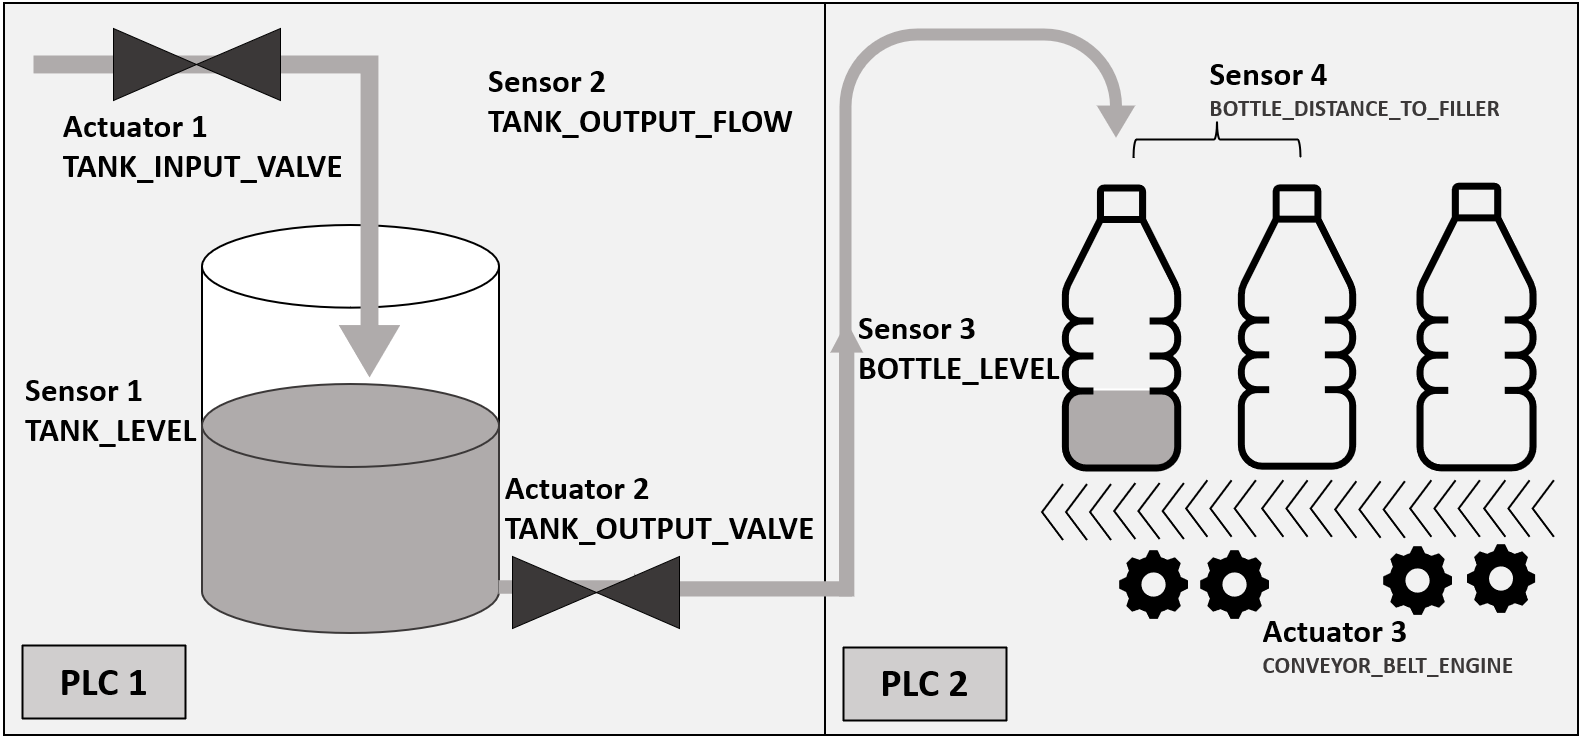 Actuator 1
TANK_INPUT_VALVE
Sensor 2
TANK_OUTPUT_FLOW
Sensor 1
TANK_LEVEL
Actuator 2
TANK_OUTPUT_VALVE
PLC 1
Sensor 4
BOTTLE_DISTANCE_TO_FILLER
Sensor 3
BOTTLE_LEVEL
Actuator 3
CONVEYOR_BELT_ENGINE
PLC 2